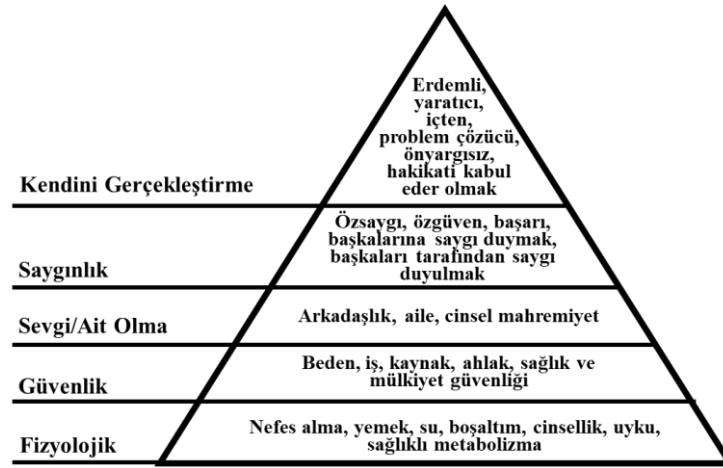 Erdemli,
yaratıcı,
içten,
problem çözücü,
önyargısız,
hakikati kabul
eder olmak
Kendini Gerçekleştirme
Özsaygı, özgüven, başarı,
başkalarına saygı duymak,
başkaları tarafından saygı
duyulmak
Saygınlık
Arkadaşlık, aile, cinsel mahremiyet
Sevgi/Ait Olma
Beden, iş, kaynak, ahlak, sağlık ve
mülkiyet güvenliği
Güvenlik
Nefes alma, yemek, su, boşaltım, cinsellik, uyku,
sağlıklı metabolizma
Fizyolojik